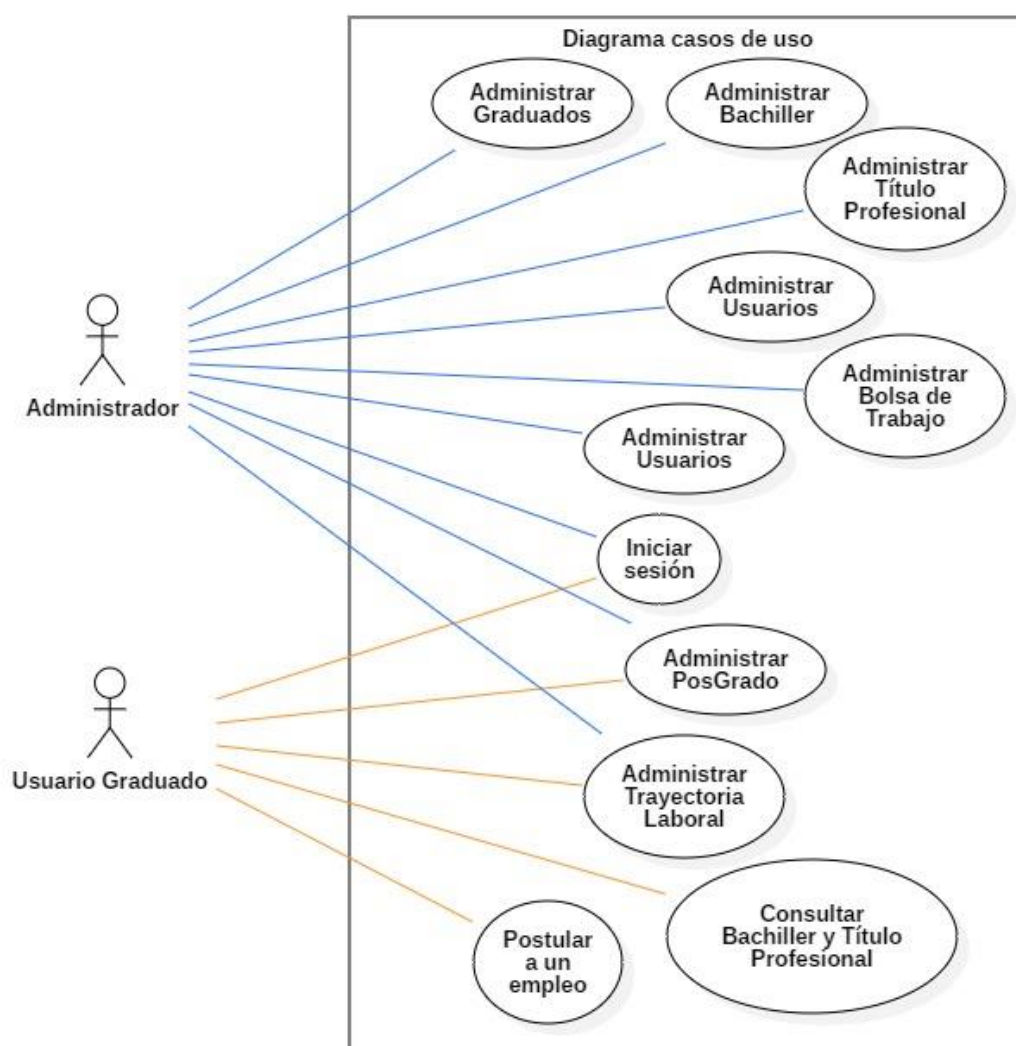 Diagrama casos de uso
Administrar
Graduados
Administrar
Bachiller
Administrar
Título
Profesional
Administrar
Usuarios
Administrador
Administrar
Bolsa de
Trabajo
Administrar
Usuarios
Iniciar
sesión
Administrar
PosGrado
Usuario Graduado
Administrar
Trayectoria
Laboral
Consultar
Bachiller y Título
Profesional
Postular
a un
empleo